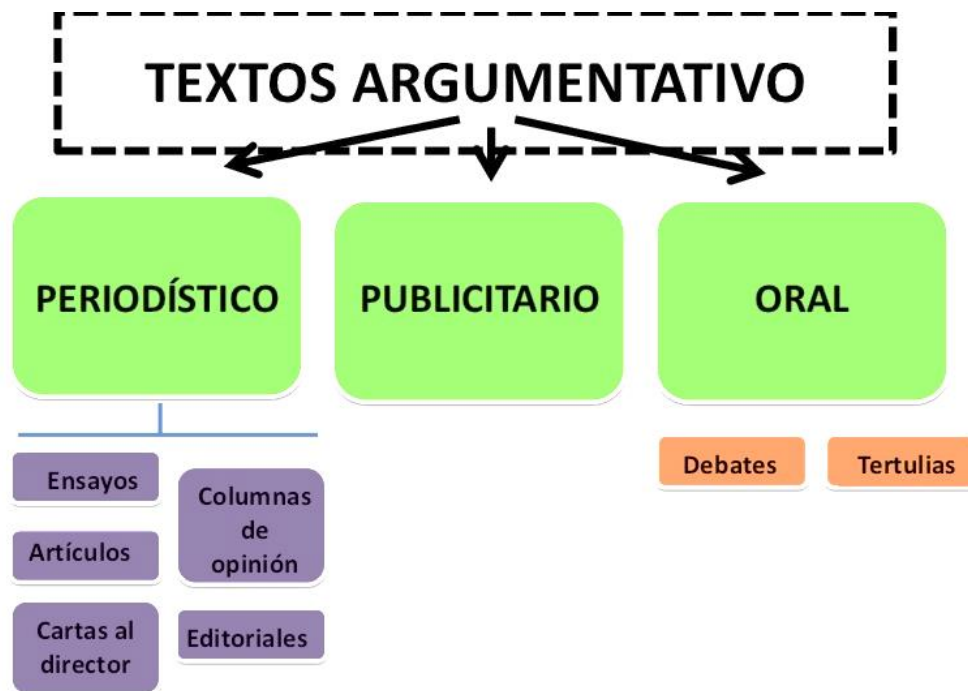 TEXTOS ARGUMENTATIVO
PERIODÍSTICO
PUBLICITARIO
ORAL
Ensayos
Artículos
Cartas al
director
Columnas
de
opinión
Editoriales
Debates
Tertulias